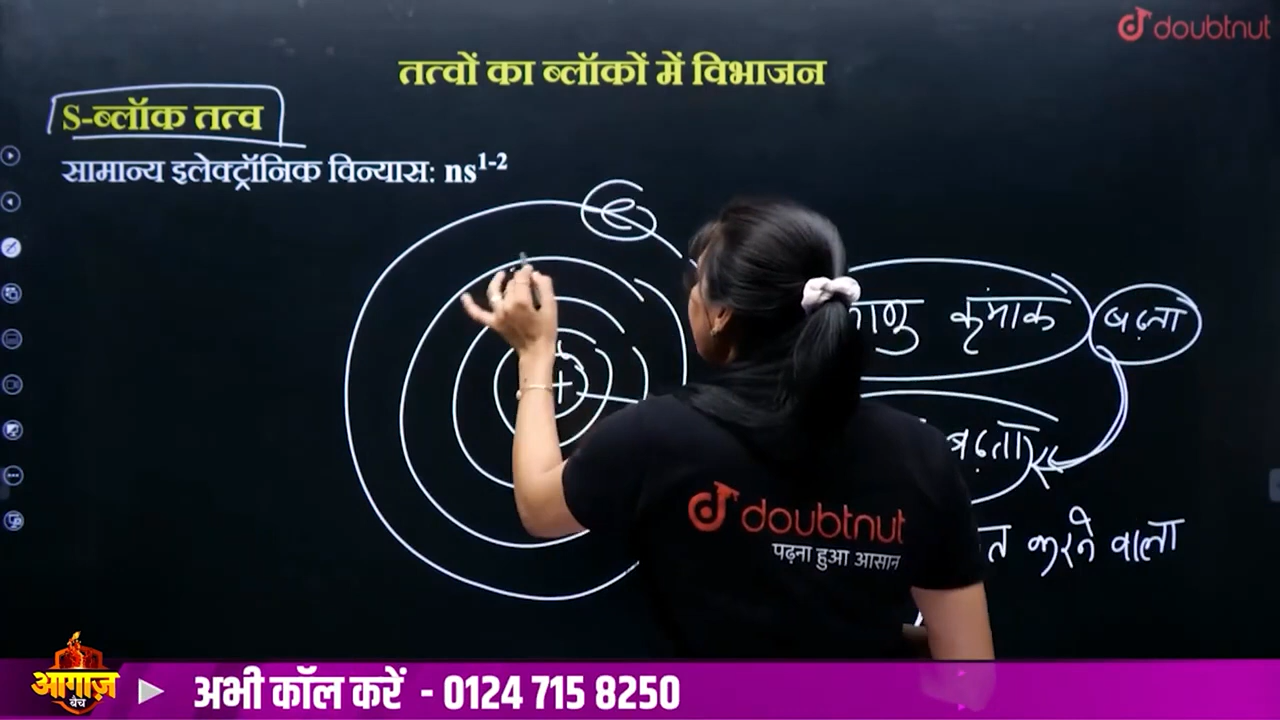 doubtnut
तत्वों का ब्लॉकों में विभाजन
S-ब्लॉक तत्व
सामान्य इलेक्ट्रॉनिक विन्यास: ns¹⁻²
क्रमांक बढ़ता
बढ़ता
करने वाला
doubtnut
पढ़ना हुआ आसान
आगाज़
बैच
अभी कॉल करें - 0124 715 8250